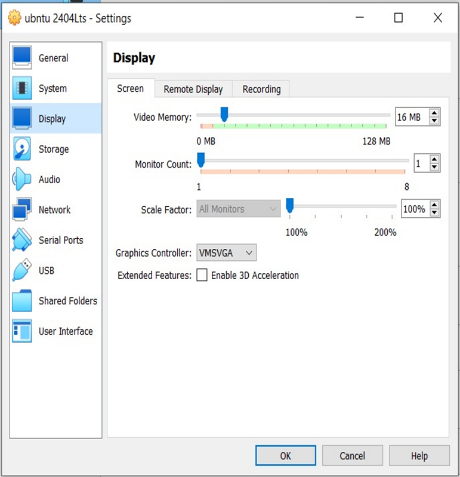 ubntu 2404Lts - Settings
General
System
Display
Storage
Audio
Network
Serial Ports
USB
Shared Folders
User Interface
Display
Screen Remote Display Recording
Video Memory: 16 MB
0 MB 128 MB
Monitor Count: 1
1 8
Scale Factor: All Monitors 100%
100% 200%
Graphics Controller: VMSVGA
Extended Features: Enable 3D Acceleration
OK Cancel Help